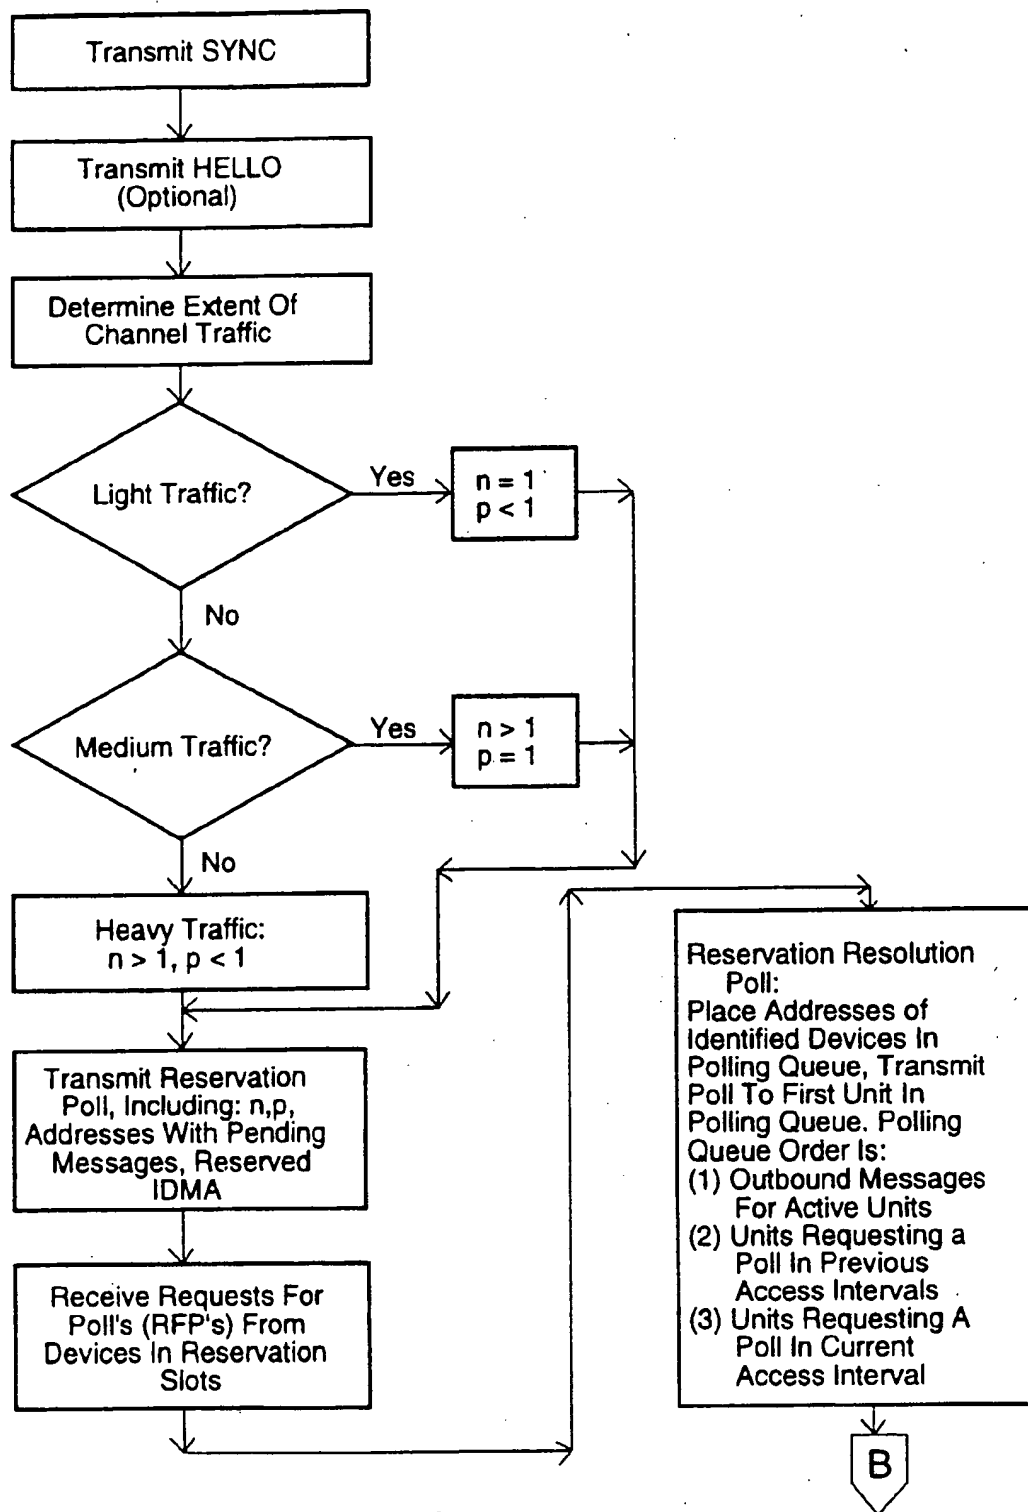 Transmit SYNC
Transmit HELLO
(Optional)
Determine Extent Of
Channel Traffic
Light Traffic?
Yes
n = 1
p < 1
No
Medium Traffic?
Yes
n > 1
p = 1
No
Heavy Traffic:
n > 1, p < 1
Transmit Reservation
Poll, Including: n,p,
Addresses With Pending
Messages, Reserved
IDMA
Receive Requests For
Poll's (RFP's) From
Devices In Reservation
Slots
Reservation Resolution
Poll:
Place Addresses of
Identified Devices In
Polling Queue, Transmit
Poll To First Unit In
Polling Queue. Polling
Queue Order Is:
(1) Outbound Messages
For Active Units
(2) Units Requesting a
Poll In Previous
Access Intervals
(3) Units Requesting A
Poll In Current
Access Interval
B